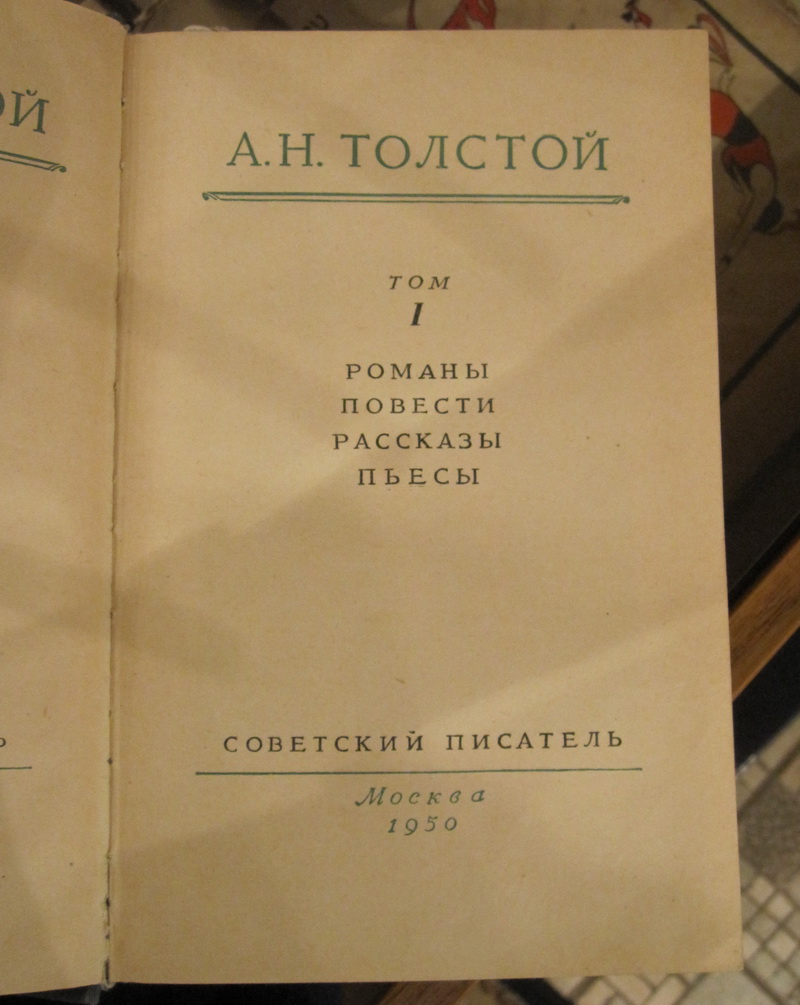 А.Н. ТОЛСТОЙ
ТОМ
I
РОМАНЫ
ПОВЕСТИ
РАССКАЗЫ
ПЬЕСЫ
СОВЕТСКИЙ ПИСАТЕЛЬ
Москва
1950